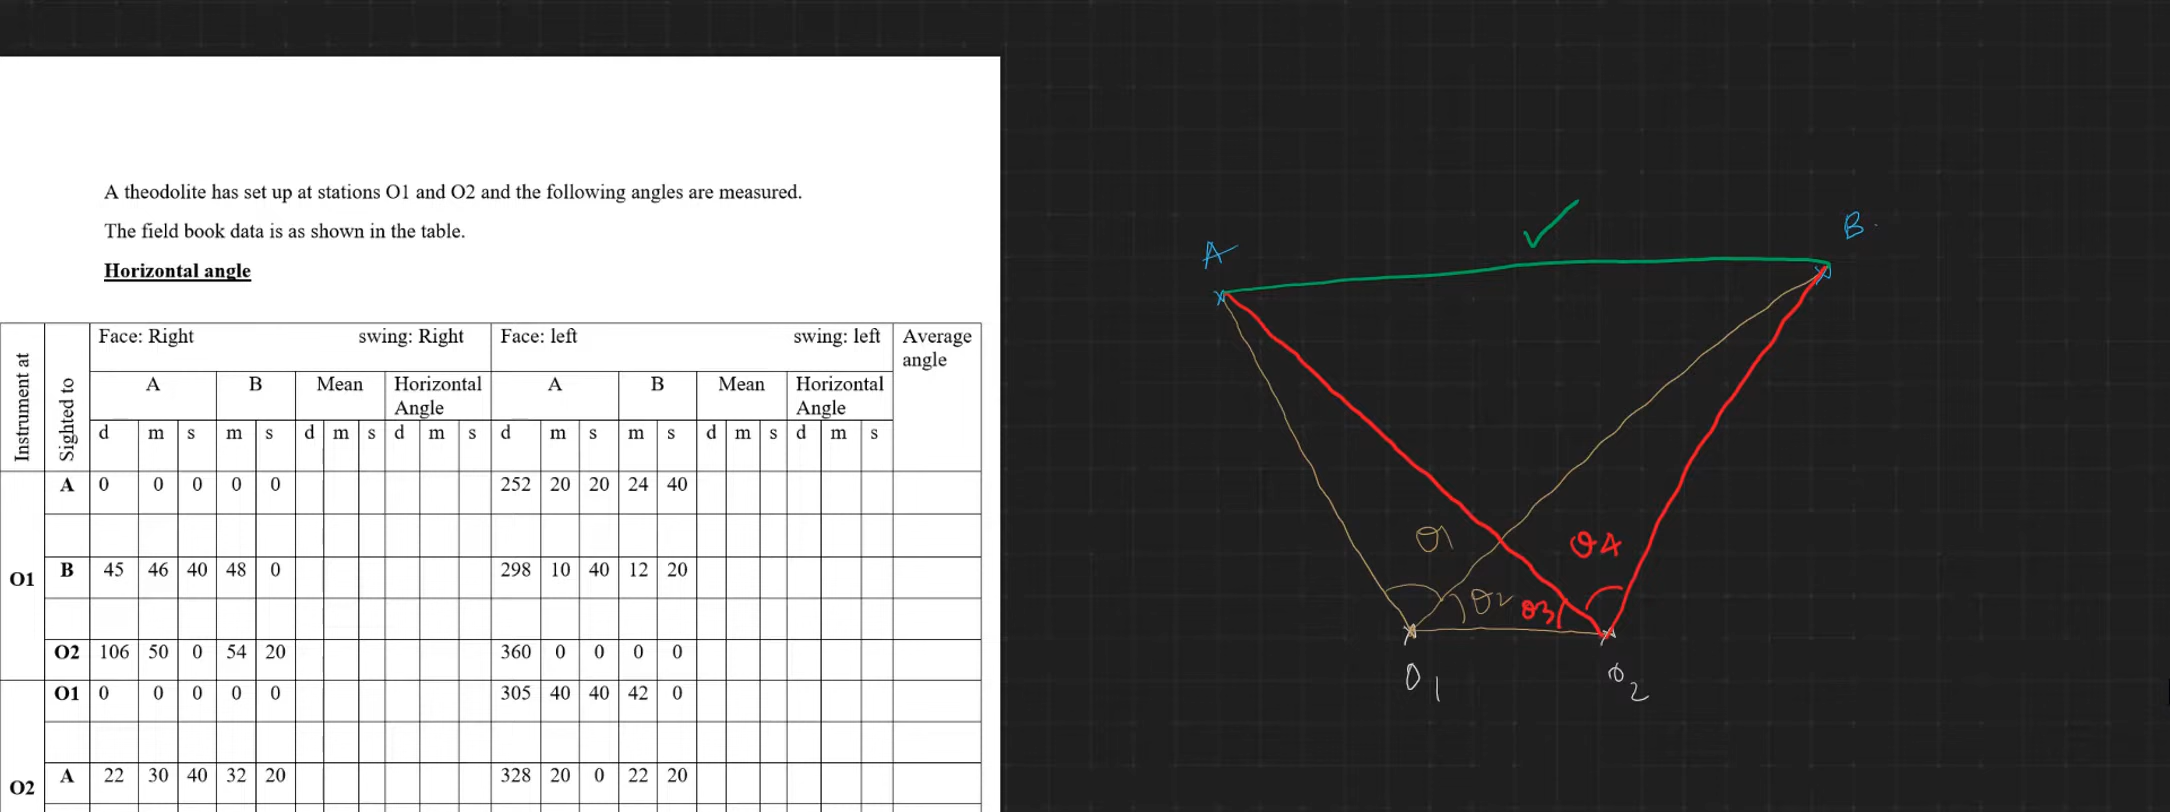 A theodolite has set up at stations O1 and O2 and the following angles are measured.
The field book data is as shown in the table.
Horizontal angle
Instrument at
Sighted to
Face: Right swing: Right Face: left swing: left Average angle
A B Mean Horizontal Angle A B Mean Horizontal Angle
d m s m s d m s d m s d m s m s d m s d m s
O1
A 0 0 0 0 0 252 20 20 24 40
B 45 46 40 48 0 298 10 40 12 20
O2 106 50 0 54 20 360 0 0 0 0
O2
O1 0 0 0 0 0 305 40 40 42 0
A 22 30 40 32 20 328 20 0 22 20
A
B
θ1
θ2
θ3
θ4
O1
O2